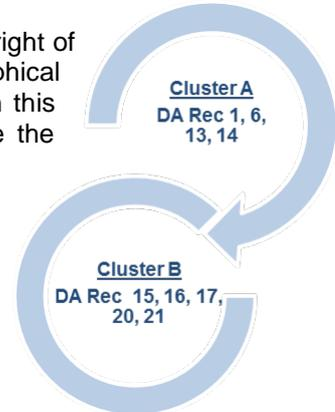 right of
ohical
this
e the
Cluster A
DA Rec 1, 6,
13, 14
Cluster B
DA Rec 15, 16, 17,
20, 21